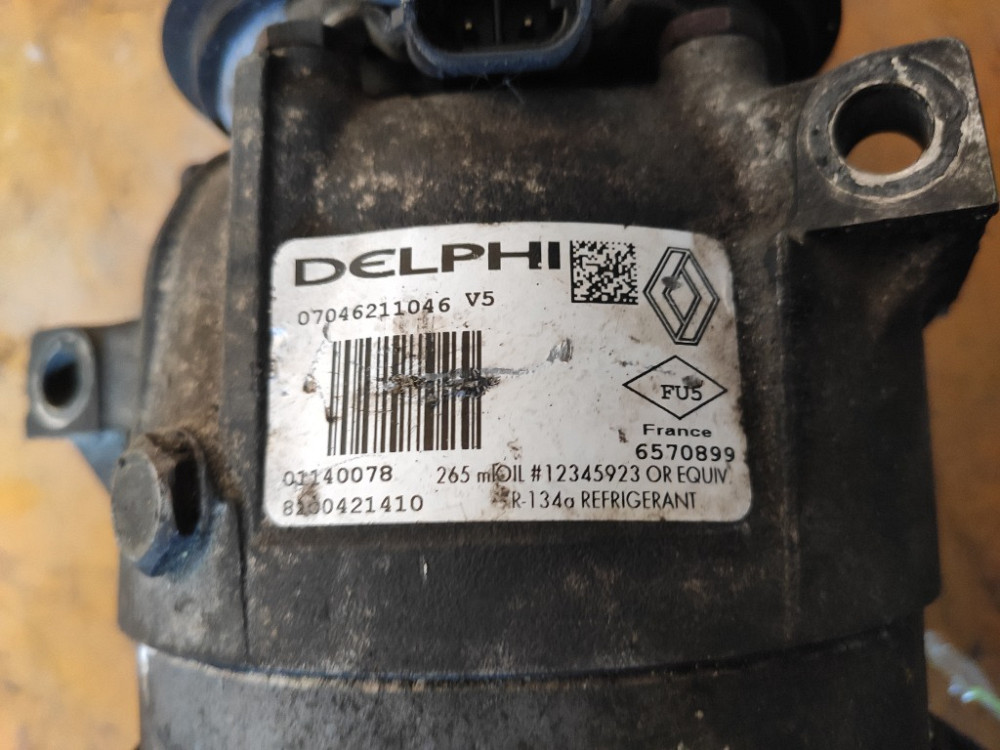 DELPHI
07046211046 V5
FU5
France
6570899
01140078
265 ml OIL #12345923 OR EQUIV
8200421410
R-134a REFRIGERANT